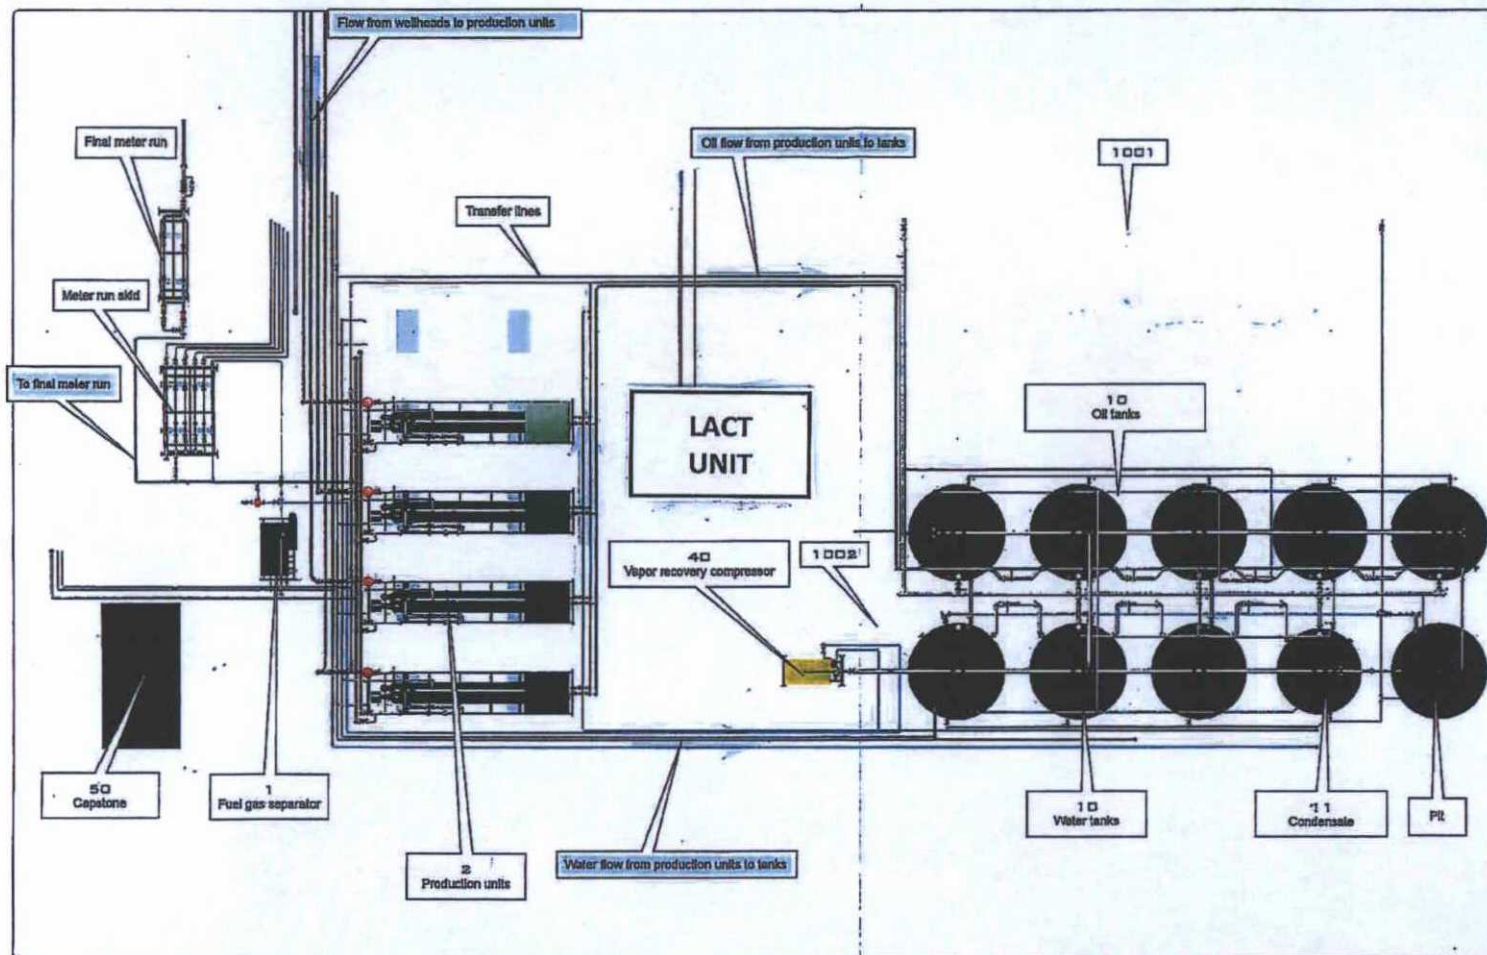 Flow from wellheads to production units
Final meter run
Oil flow from production units to tanks
1001
Transfer lines
Meter run skid
To final meter run
LACT
UNIT
10
Oil tanks
40
Vapor recovery compressor
1002
50
Capstone
1
Fuel gas separator
2
Production units
Water flow from production units to tanks
10
Water tanks
11
Condensate
Pit